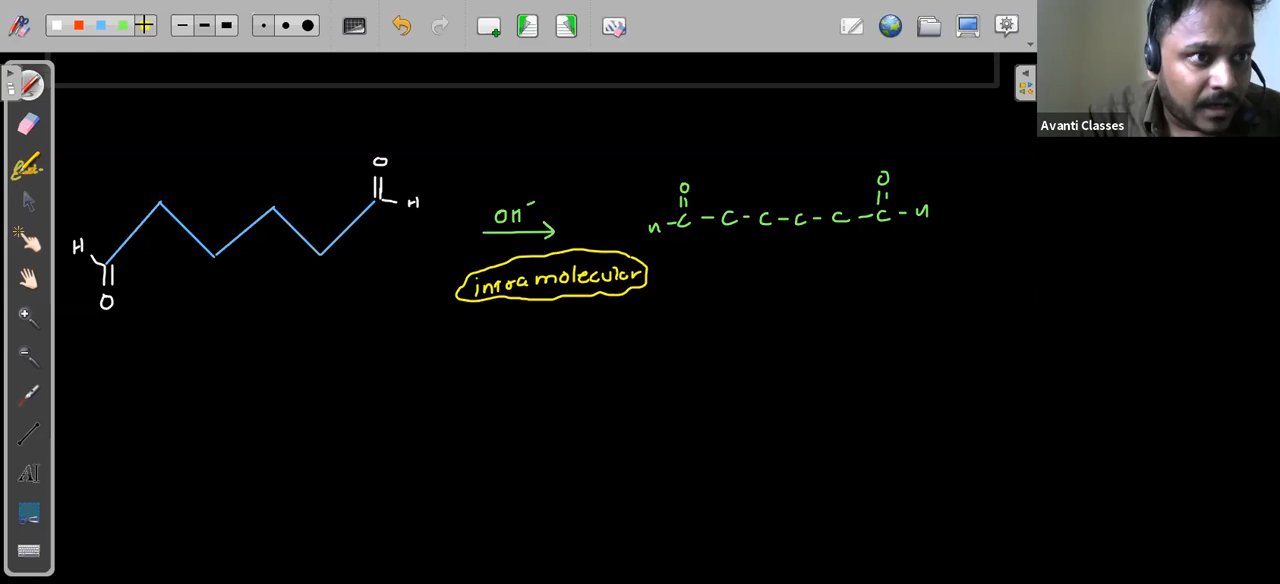 Avanti Classes
O
H
H
O
OH⁻
intramolecular
O O
H-C-C-C-C-C-C-H